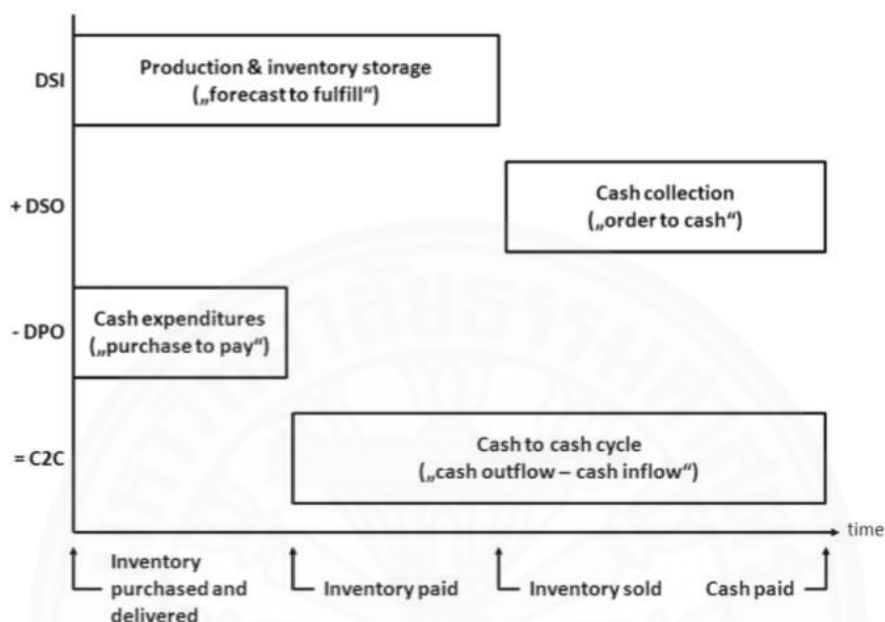 DSI
Production & inventory storage
(„forecast to fulfill“)
+ DSO
Cash collection
(„order to cash“)
- DPO
Cash expenditures
(„purchase to pay“)
= C2C
Cash to cash cycle
(„cash outflow – cash inflow“)
time
Inventory
purchased and
delivered
Inventory paid
Inventory sold
Cash paid